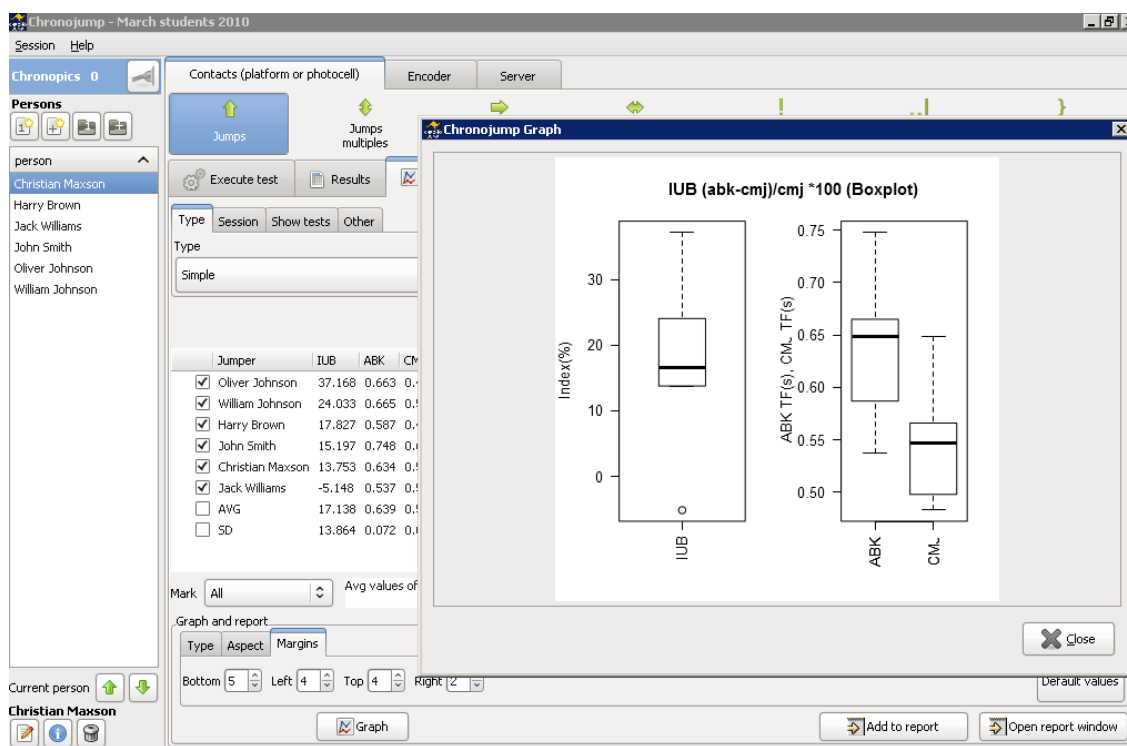 Chronojump - March students 2010
Session Help
Chronopics 0
Contacts (platform or photocell) Encoder Server
Persons
Jumps
Jumps
multiples
person
Christian Maxson
Harry Brown
Jack Williams
John Smith
Oliver Johnson
William Johnson
Execute test Results
Type Session Show tests Other
Type
Simple
Jumper IUB ABK
Oliver Johnson 37.168 0.663
William Johnson 24.033 0.665
Harry Brown 17.827 0.587
John Smith 15.197 0.748
Christian Maxson 13.753 0.634
Jack Williams -5.148 0.537
AVG 17.138 0.639
SD 13.864 0.072
Mark All Avg values of
Graph and report
Type Aspect Margins
Bottom 5 Left 4 Top 4 Right 2
Default values
Current person
Christian Maxson
Graph Add to report Open report window
Chronojump Graph
IUB (abk-cmj)/cmj *100 (Boxplot)
Index(%)
30
20
10
0
IUB
ABK TF(s), CMJ TF(s)
0.75
0.70
0.65
0.60
0.55
0.50
ABK
CMJ
Close